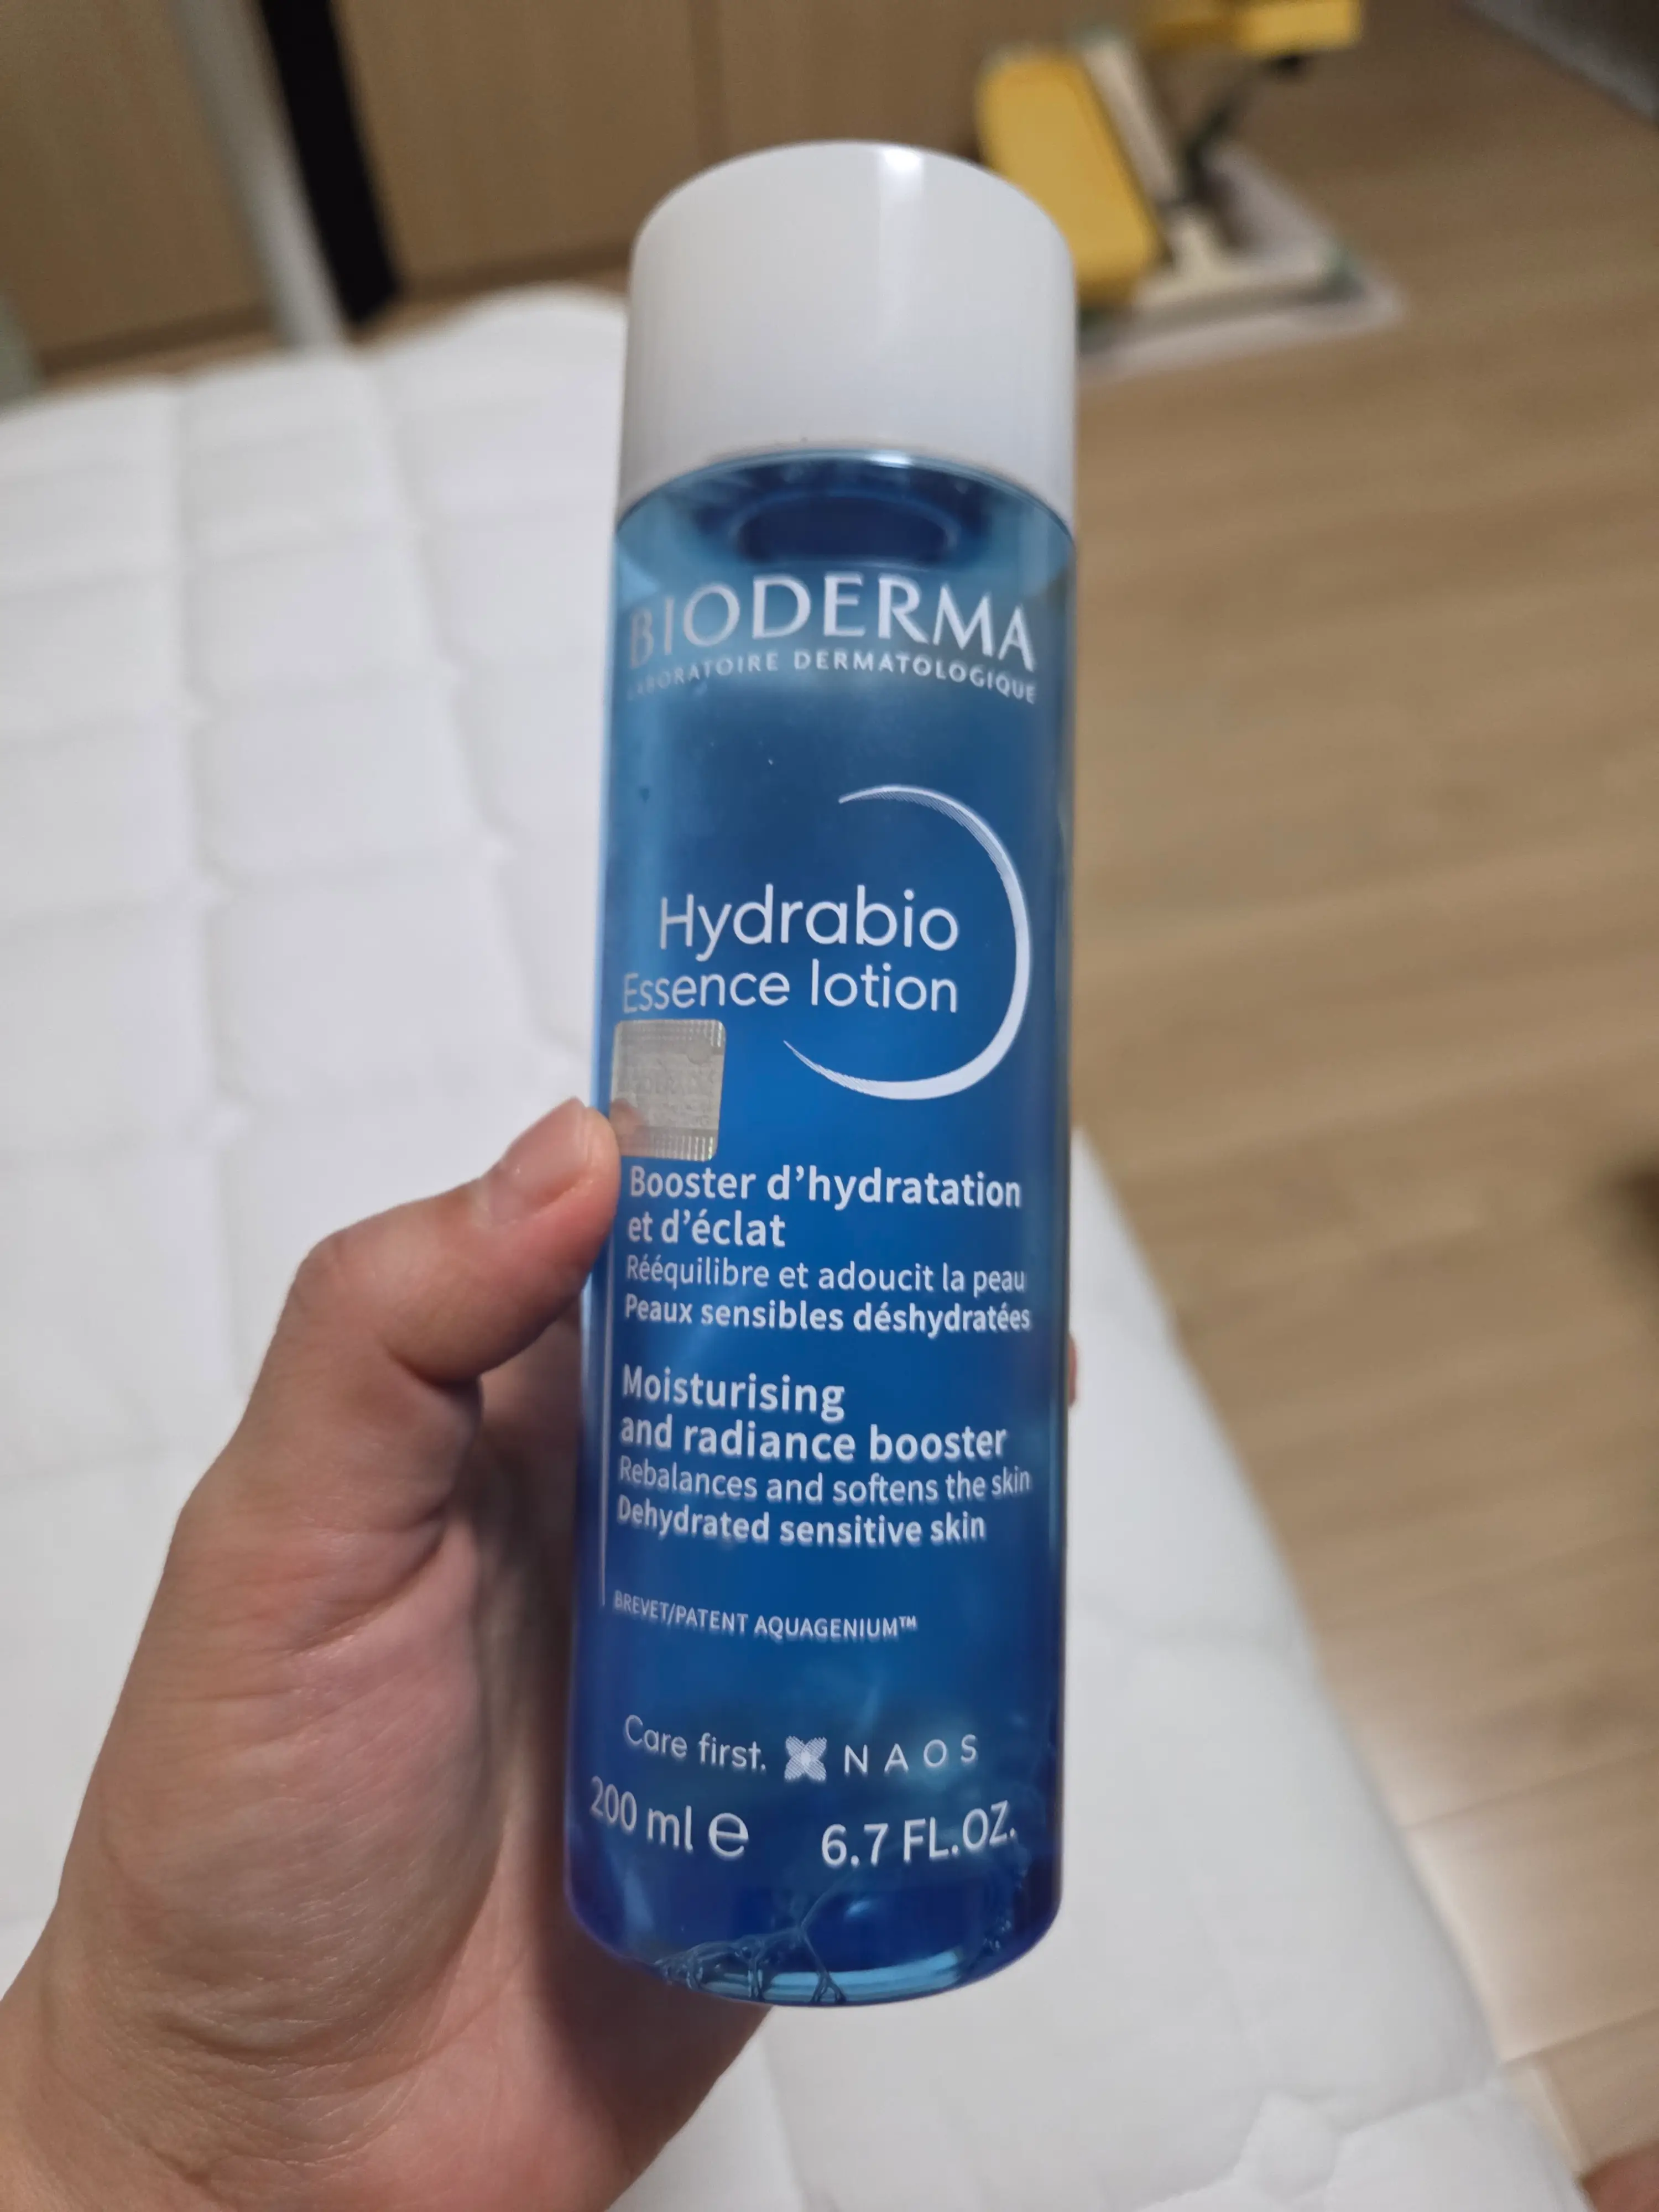 BIODERMA
LABORATOIRE DERMATOLOGIQUE
Hydrabio
Essence lotion
Booster d'hydratation
et d'éclat
Rééquilibre et adoucit la peau
Peaux sensibles déshydratées
Moisturising
and radiance booster
Rebalances and softens the skin
Dehydrated sensitive skin
BREVET/PATENT AQUAGENIUM™
Care first. NAOS
200 ml e 6.7 FL.OZ.